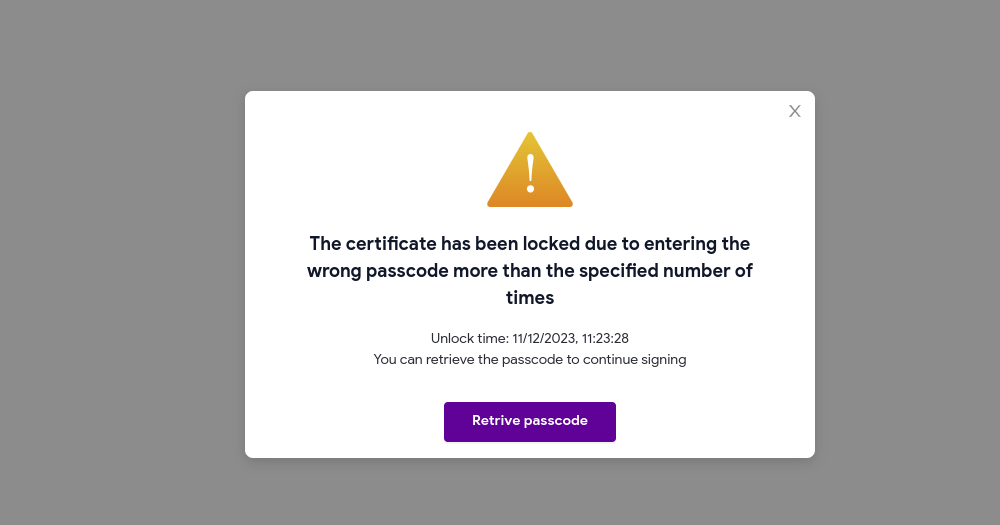 X
The certificate has been locked due to entering the
wrong passcode more than the specified number of
times
Unlock time: 11/12/2023, 11:23:28
You can retrieve the passcode to continue signing
Retrive passcode